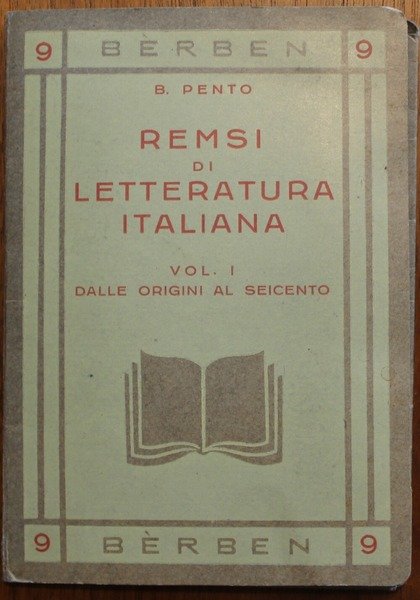 9 BÈRBEN 9
B. PENTO
REMSI
DI
LETTERATURA
ITALIANA
VOL. I
DALLE ORIGINI AL SEICENTO
9 BÈRBEN 9